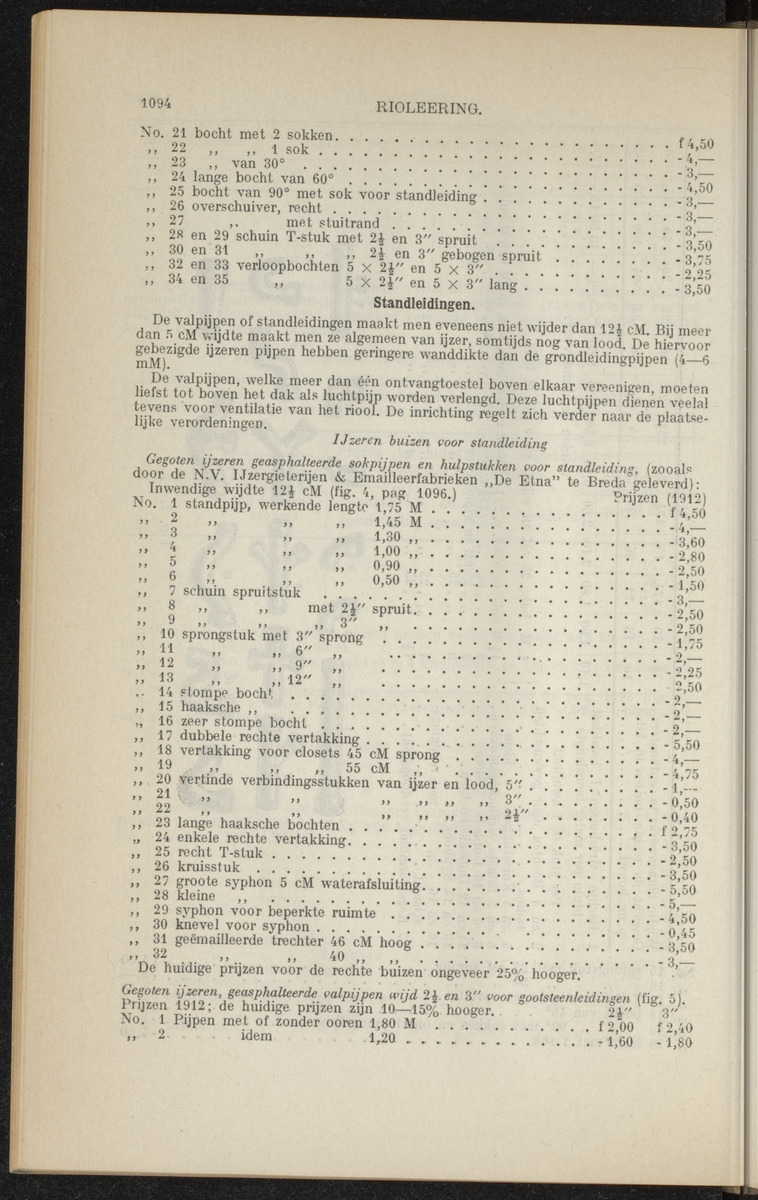 1094
RIOLEERING.
No. 21 bocht met 2 sokken. . . . . . . . . . . . . . . . . . . . . . . . f 4,50
,, 22 ,, ,, 1 sok . . . . . . . . . . . . . . . . . . . . . . . . - 4,—
,, 23 ,, van 30° . . . . . . . . . . . . . . . . . . . . . . . . - 3,—
,, 24 lange bocht van 60° . . . . . . . . . . . . . . . . . . . . . . - 4,50
,, 25 bocht van 90° met sok voor standleiding . . . . . . . . . . . . - 3,—
,, 26 overschuiver, recht . . . . . . . . . . . . . . . . . . . . . . - 3,—
,, 27 ,, met stuitrand . . . . . . . . . . . . . . . . . . - 3,—
,, 28 en 29 schuin T-stuk met 2½ en 3″ spruit . . . . . . . . . . . . - 3,50
,, 30 en 31 ,, ,, ,, 2½ en 3″ gebogen spruit . . . . . . . . - 3,75
,, 32 en 33 verloopbochten 5 × 2½″ en 5 × 3″ . . . . . . . . . . . . - 2,25
,, 34 en 35 ,, 5 × 2½″ en 5 × 3″ lang . . . . . . . . . . - 3,50
Standleidingen.
De valpijpen of standleidingen maakt men eveneens niet wijder dan 12½ cM. Bij meer
dan 5 cM wijdte maakt men ze algemeen van ijzer, somtijds nog van lood. De hiervoor
gebezigde ijzeren pijpen hebben geringere wanddikte dan de grondleidingpijpen (4—6
mM).
De valpijpen, welke meer dan één ontvangtoestel boven elkaar vereenigen, moeten
liefst tot boven het dak als luchtpijp worden verlengd. Deze luchtpijpen dienen veelal
tevens voor ventilatie van het riool. De inrichting regelt zich verder naar de plaatse-
lijke verordeningen.
IJzeren buizen voor standleiding
Gegoten ijzeren geasphalteerde sokpijpen en hulpstukken voor standleiding, (zooals
door de N.V. IJzergieterijen & Emailleerfabrieken „De Etna” te Breda geleverd):
Inwendige wijdte 12½ cM (fig. 4, pag 1096.) Prijzen (1912)
No. 1 standpijp, werkende lengte 1,75 M . . . . . . . . . . . . . . . . f 4,50
,, 2 ,, ,, ,, 1,45 M . . . . . . . . . . . . . . . . - 4,—
,, 3 ,, ,, ,, 1,30 ,, . . . . . . . . . . . . . . . . - 3,60
,, 4 ,, ,, ,, 1,00 ,, . . . . . . . . . . . . . . . . - 2,80
,, 5 ,, ,, ,, 0,90 ,, . . . . . . . . . . . . . . . . - 2,50
,, 6 ,, ,, ,, 0,50 ,, . . . . . . . . . . . . . . . . - 1,50
,, 7 schuin spruitstuk . . . . . . . . . . . . . . . . . . . . . . - 3,—
,, 8 ,, ,, met 2½″ spruit. . . . . . . . . . . . . . . . . - 2,50
,, 9 ,, ,, ,, 3″ ,, . . . . . . . . . . . . . . . . - 2,50
,, 10 sprongstuk met 3″ sprong . . . . . . . . . . . . . . . . . . - 1,75
,, 11 ,, ,, 6″ ,, . . . . . . . . . . . . . . . . . . - 2,—
,, 12 ,, ,, 9″ ,, . . . . . . . . . . . . . . . . . . - 2,25
,, 13 ,, ,, 12″ ,, . . . . . . . . . . . . . . . . . . 2,50
,, 14 stompe bocht . . . . . . . . . . . . . . . . . . . . . . . . - 2,—
,, 15 haaksche ,, . . . . . . . . . . . . . . . . . . . . . . . . - 2,—
,, 16 zeer stompe bocht . . . . . . . . . . . . . . . . . . . . . . - 2,—
,, 17 dubbele rechte vertakking . . . . . . . . . . . . . . . . . . - 5,50
,, 18 vertakking voor closets 45 cM sprong . . . . . . . . . . . . . - 4,—
,, 19 ,, ,, ,, 55 cM ,, . . . . . . . . . . . . . - 4,75
,, 20 vertinde verbindingsstukken van ijzer en lood, 5″ . . . . . . . . - 1,—
,, 21 ,, ,, ,, ,, ,, ,, 3″ . . . . . . . . - 0,50
,, 22 ,, ,, ,, ,, ,, ,, 2½″ . . . . . . . . - 0,40
,, 23 lange haaksche bochten . . . . . . . . . . . . . . . . . . . . f 2,75
,, 24 enkele rechte vertakking. . . . . . . . . . . . . . . . . . . . - 3,50
,, 25 recht T-stuk . . . . . . . . . . . . . . . . . . . . . . . . - 2,50
,, 26 kruisstuk . . . . . . . . . . . . . . . . . . . . . . . . . . - 3,50
,, 27 groote syphon 5 cM waterafsluiting. . . . . . . . . . . . . . . - 5,50
,, 28 kleine ,, . . . . . . . . . . . . . . . . . . . . . . . . - 5,—
,, 29 syphon voor beperkte ruimte . . . . . . . . . . . . . . . . . . - 4,50
,, 30 knevel voor syphon . . . . . . . . . . . . . . . . . . . . . . - 0,45
,, 31 geëmailleerde trechter 46 cM hoog . . . . . . . . . . . . . . . - 3,50
,, 32 ,, ,, 40 ,, ,, . . . . . . . . . . . . . . . - 3,—
De huidige prijzen voor de rechte buizen ongeveer 25% hooger.
Gegoten ijzeren, geasphalteerde valpijpen wijd 2½ en 3″ voor gootsteenleidingen (fig. 5).
Prijzen 1912; de huidige prijzen zijn 10—15% hooger. 2½″ 3″
No. 1 Pijpen met of zonder ooren 1,80 M . . . . . . . . . . . . f 2,00 f 2,40
,, 2 idem 1,20 . . . . . . . . . . . . . - 1,60 - 1,80